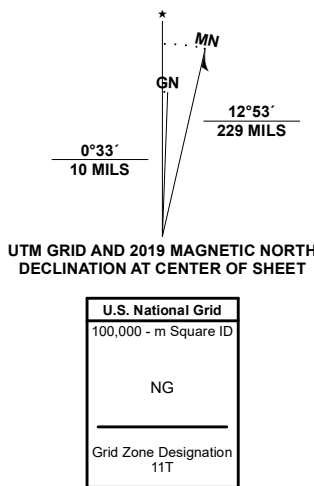 ★
MN
GN
12°53´
229 MILS
0°33´
10 MILS
UTM GRID AND 2019 MAGNETIC NORTH
DECLINATION AT CENTER OF SHEET
U.S. National Grid
100,000 - m Square ID
NG
Grid Zone Designation
11T